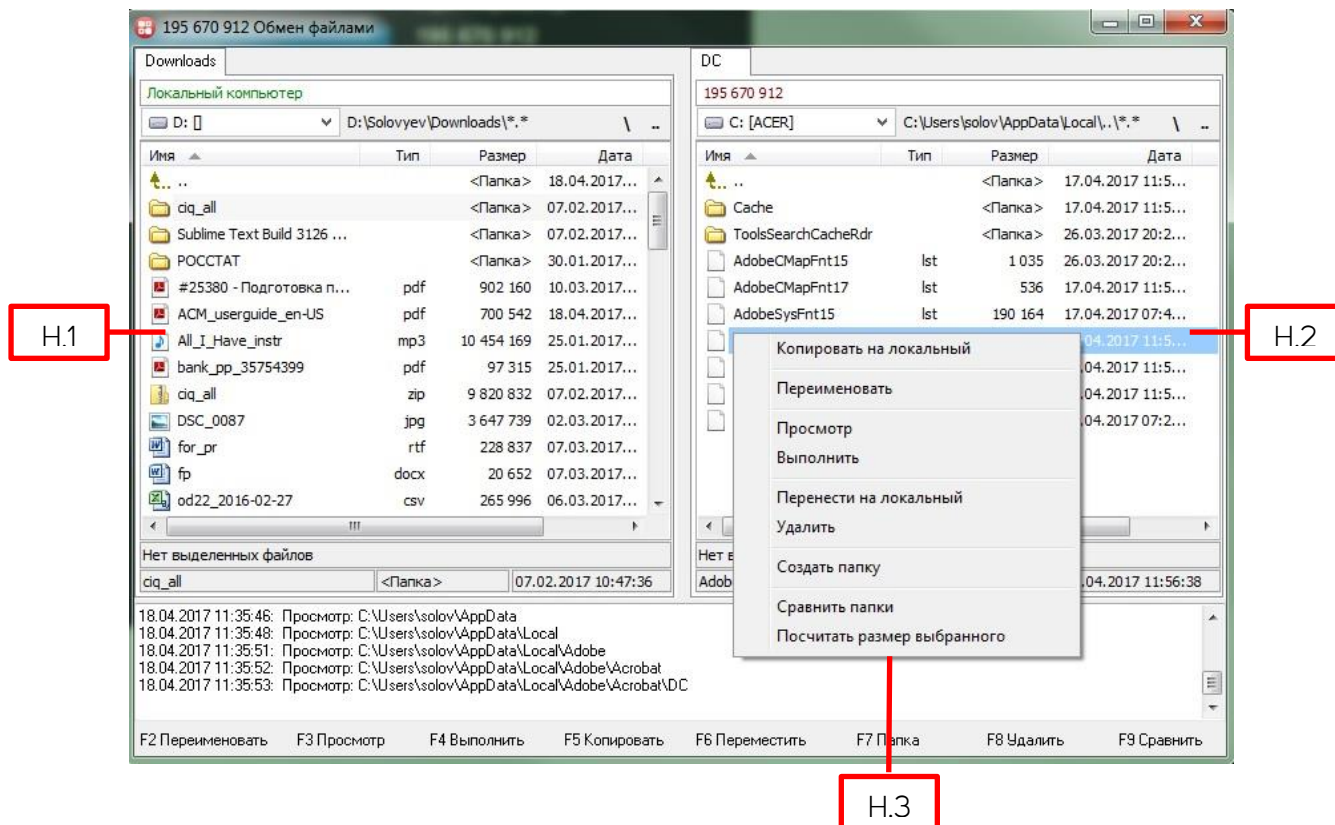 195 670 912 Обмен файлами
Downloads
Локальный компьютер
D: [] D:\Solovyev\Downloads\*.* \ ..
Имя Тип Размер Дата
.. <Папка> 18.04.2017...
ciq_all <Папка> 07.02.2017...
Sublime Text Build 3126 ... <Папка> 07.02.2017...
РОССТАТ <Папка> 30.01.2017...
#25380 - Подготовка п... pdf 902 160 10.03.2017...
ACM_userguide_en-US pdf 700 542 18.04.2017...
All_I_Have_instr mp3 10 454 169 25.01.2017...
bank_pp_35754399 pdf 97 315 25.01.2017...
ciq_all zip 9 820 832 07.02.2017...
DSC_0087 jpg 3 647 739 02.03.2017...
for_pr rtf 228 837 07.03.2017...
fp docx 20 652 07.03.2017...
od22_2016-02-27 csv 265 996 06.03.2017...
Нет выделенных файлов
ciq_all <Папка> 07.02.2017 10:47:36
DC
195 670 912
C: [ACER] C:\Users\solov\AppData\Local\..\*.* \ ..
Имя Тип Размер Дата
.. <Папка> 17.04.2017 11:5...
Cache <Папка> 17.04.2017 11:5...
ToolsSearchCacheRdr <Папка> 26.03.2017 20:2...
AdobeCMapFnt15 lst 1 035 26.03.2017 20:2...
AdobeCMapFnt17 lst 536 17.04.2017 11:5...
AdobeSysFnt15 lst 190 164 17.04.2017 07:4...
.04.2017 11:5...
.04.2017 11:5...
.04.2017 11:5...
.04.2017 07:2...
Нет в
Adob .04.2017 11:56:38
Копировать на локальный
Переименовать
Просмотр
Выполнить
Перенести на локальный
Удалить
Создать папку
Сравнить папки
Посчитать размер выбранного
18.04.2017 11:35:46: Просмотр: C:\Users\solov\AppData
18.04.2017 11:35:48: Просмотр: C:\Users\solov\AppData\Local
18.04.2017 11:35:51: Просмотр: C:\Users\solov\AppData\Local\Adobe
18.04.2017 11:35:52: Просмотр: C:\Users\solov\AppData\Local\Adobe\Acrobat
18.04.2017 11:35:53: Просмотр: C:\Users\solov\AppData\Local\Adobe\Acrobat\DC
F2 Переименовать F3 Просмотр F4 Выполнить F5 Копировать F6 Переместить F7 Папка F8 Удалить F9 Сравнить
Н.1
Н.2
Н.3